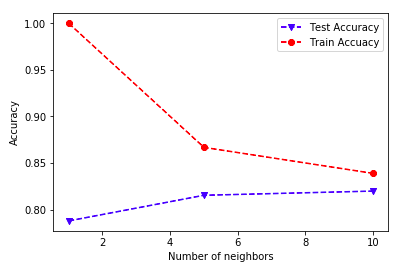 Test Accuracy
Train Accuacy
1.00
0.95
0.90
0.85
0.80
Accuracy
2
4
6
8
10
Number of neighbors